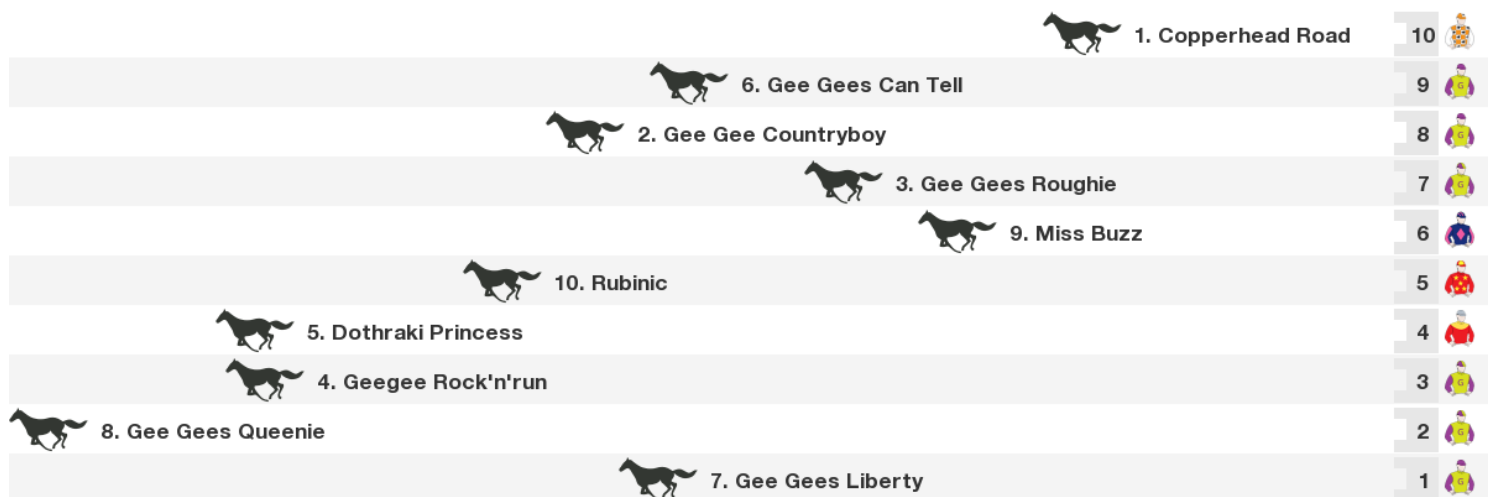 1. Copperhead Road 10
6. Gee Gees Can Tell 9 G
2. Gee Gee Countryboy 8 G
3. Gee Gees Roughie 7 G
9. Miss Buzz 6
10. Rubinic 5
5. Dothraki Princess 4
4. Geegee Rock'n'run 3 G
8. Gee Gees Queenie 2 G
7. Gee Gees Liberty 1 G